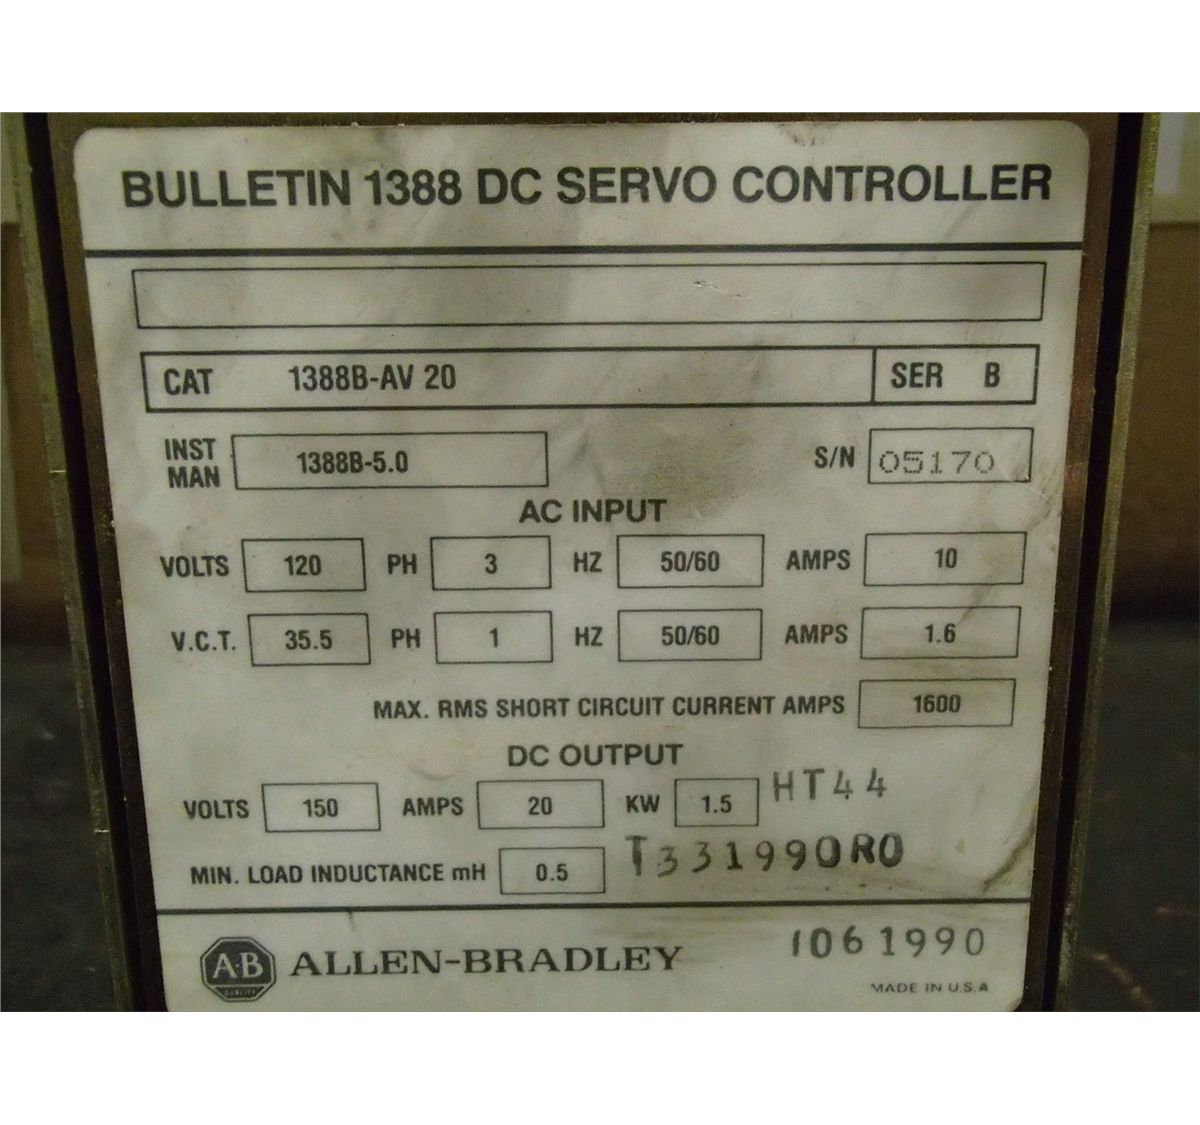 BULLETIN 1388 DC SERVO CONTROLLER
CAT 1388B-AV 20 SER B
INST MAN 1388B-5.0 S/N 05170
AC INPUT
VOLTS 120 PH 3 HZ 50/60 AMPS 10
V.C.T. 35.5 PH 1 HZ 50/60 AMPS 1.6
MAX. RMS SHORT CIRCUIT CURRENT AMPS 1600
DC OUTPUT
VOLTS 150 AMPS 20 KW 1.5 HT44
MIN. LOAD INDUCTANCE mH 0.5 T331990R0
A-B QUALITY ALLEN-BRADLEY 1061990
MADE IN U.S.A